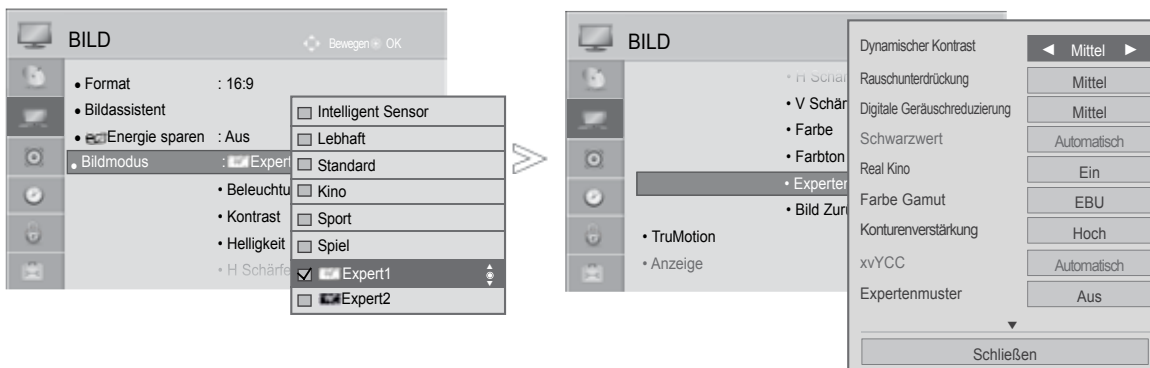 BILD
Bewegen OK
• Format : 16:9
• Bildassistent
• Energie sparen : Aus
• Bildmodus : Expert
• Beleuchtu
• Kontrast
• Helligkeit
• H Schärfe
Intelligent Sensor
Lebhaft
Standard
Kino
Sport
Spiel
Expert1
Expert2
BILD
• H Schär
• V Schär
• Farbe
• Farbton
• Experten
• Bild Zur
• TruMotion
• Anzeige
Dynamischer Kontrast ◄ Mittel ►
Rauschunterdrückung Mittel
Digitale Geräuschreduzierung Mittel
Schwarzwert Automatisch
Real Kino Ein
Farbe Gamut EBU
Konturenverstärkung Hoch
xvYCC Automatisch
Expertenmuster Aus
▼
Schließen